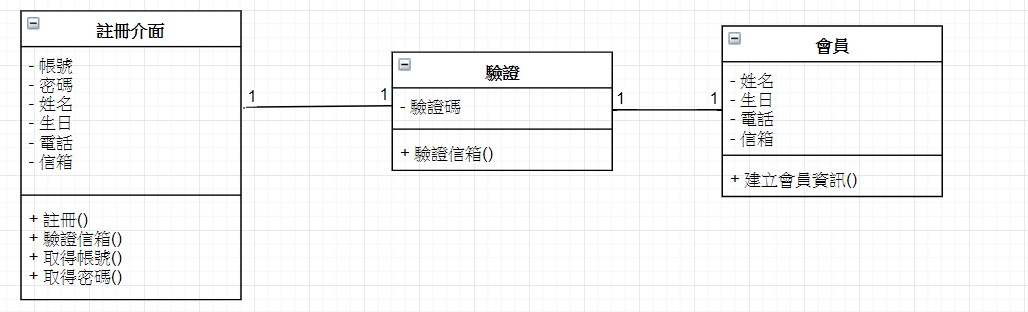 註冊介面
- 帳號
- 密碼
- 姓名
- 生日
- 電話
- 信箱
+ 註冊()
+ 驗證信箱()
+ 取得帳號()
+ 取得密碼()
1
1
驗證
- 驗證碼
+ 驗證信箱()
1
1
會員
- 姓名
- 生日
- 電話
- 信箱
+ 建立會員資訊()